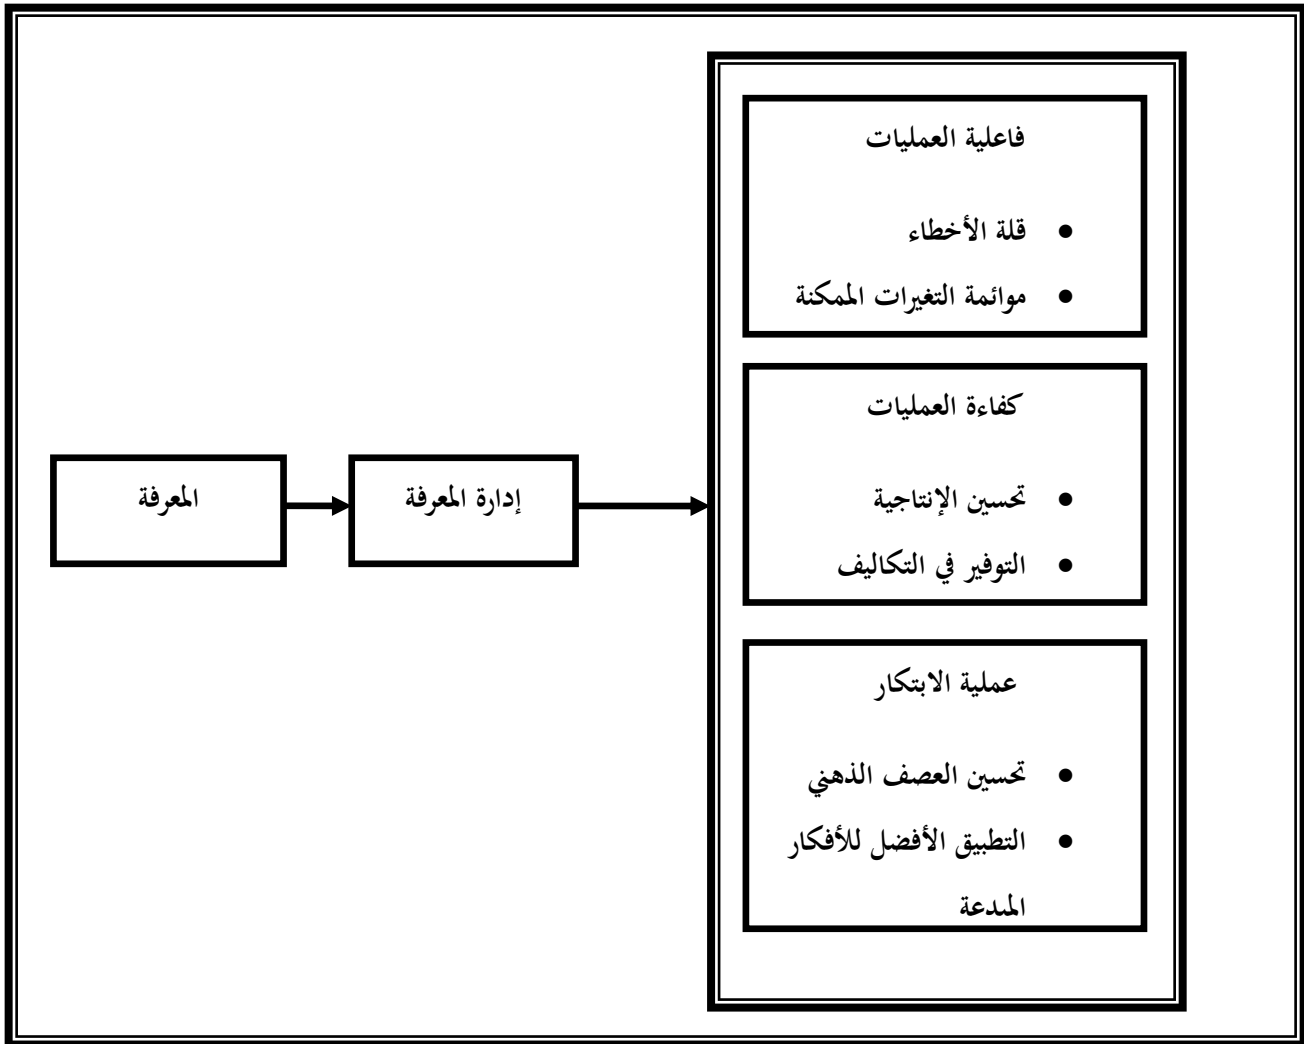 فاعلية العمليات
• قلة الأخطاء
• موائمة التغيرات الممكنة
كفاءة العمليات
• تحسين الإنتاجية
• التوفير في التكاليف
عملية الابتكار
• تحسين العصف الذهني
• التطبيق الأفضل للأفكار
المبدعة
إدارة المعرفة
المعرفة